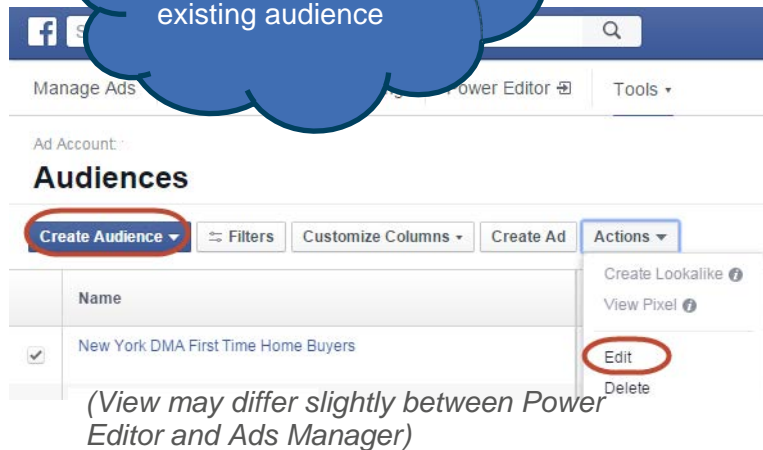 existing audience
f
Manage Ads
Power Editor
Tools
Ad Account:
Audiences
Create Audience
Filters
Customize Columns
Create Ad
Actions
Create Lookalike
View Pixel
Name
New York DMA First Time Home Buyers
Edit
Delete
(View may differ slightly between Power
Editor and Ads Manager)